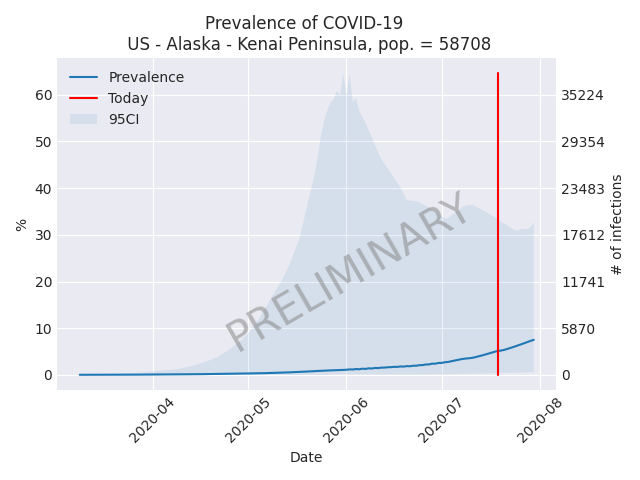 Prevalence of COVID-19
US - Alaska - Kenai Peninsula, pop. = 58708
Prevalence
Today
95CI
60
50
40
30
20
10
0
%
35224
29354
23483
17612
11741
5870
0
# of infections
PRELIMINARY
2020-04
2020-05
2020-06
2020-07
2020-08
Date